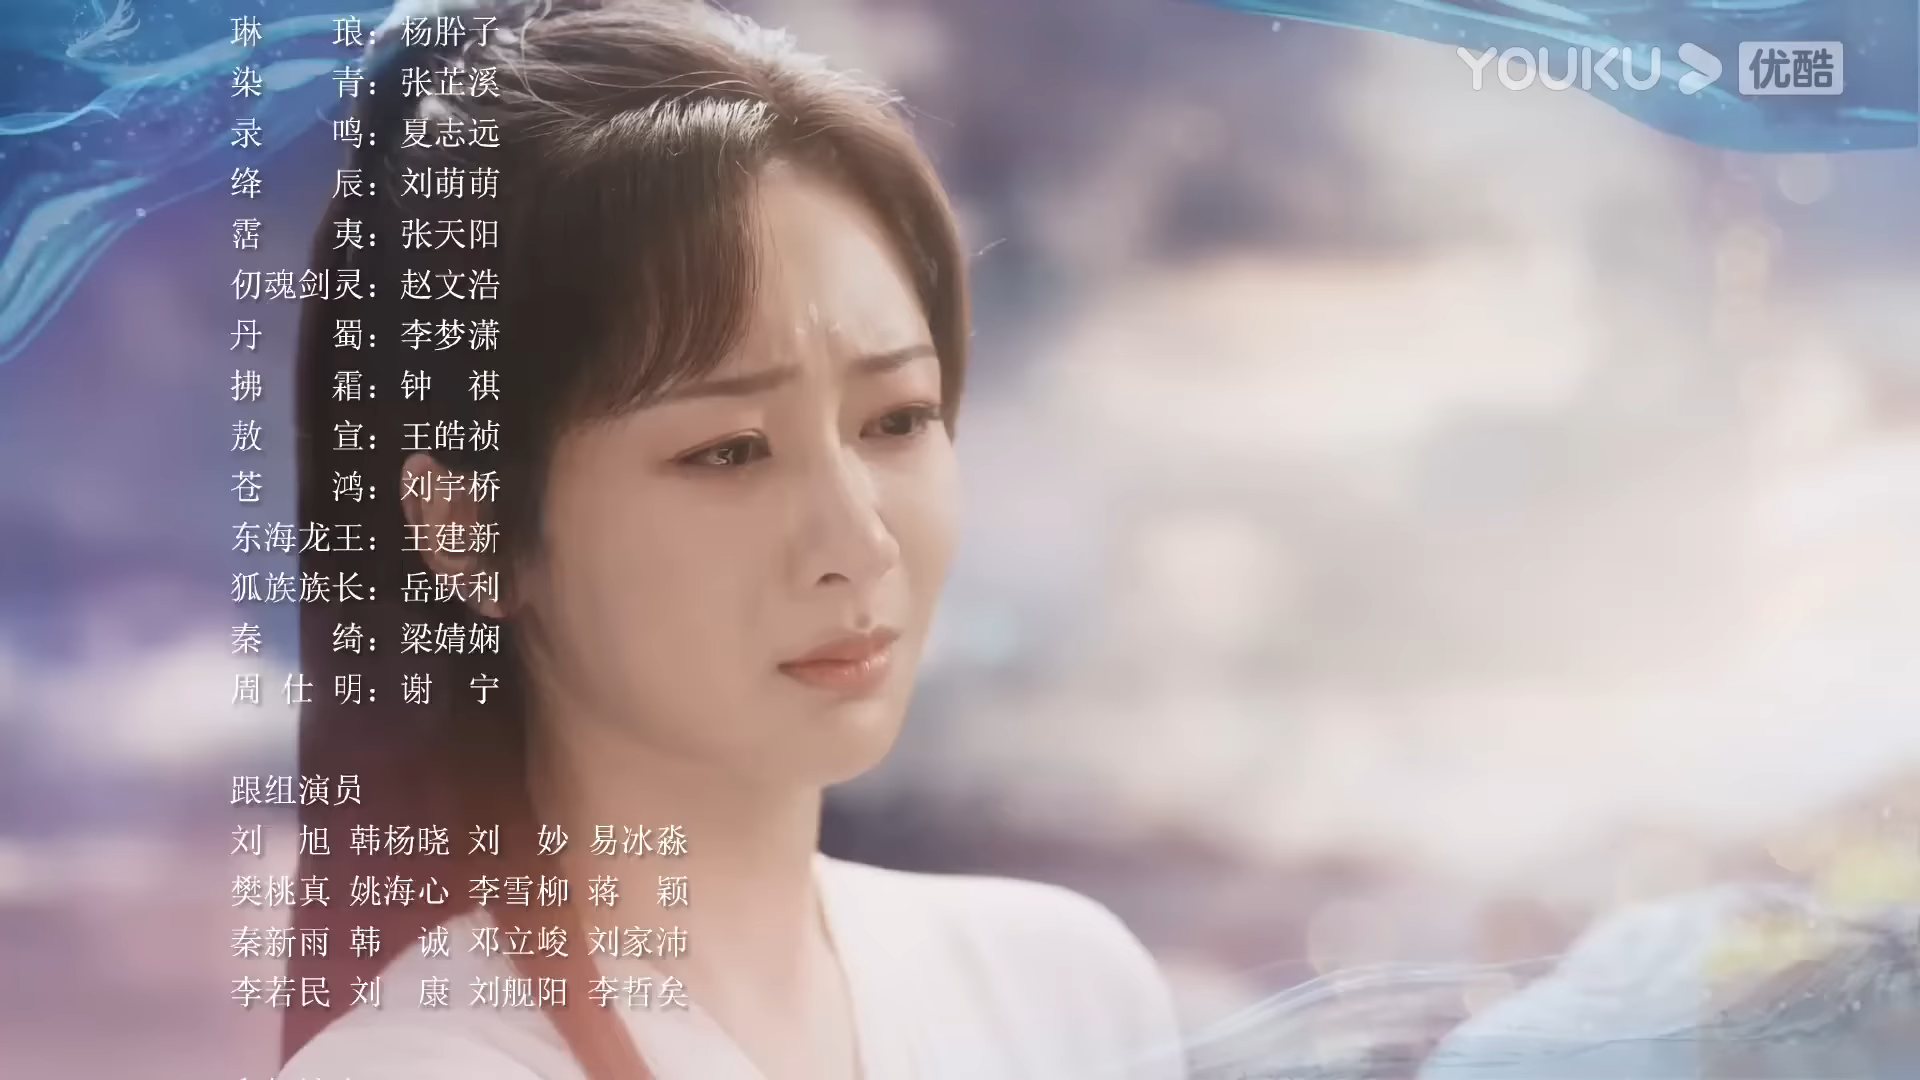 YOUKU 优酷
琳琅：杨肸子
染青：张芷溪
录鸣：夏志远
绛辰：刘萌萌
霑夷：张天阳
仞魂剑灵：赵文浩
丹蜀：李梦潇
拂霜：钟祺
敖宣：王皓祯
苍鸿：刘宇桥
东海龙王：王建新
狐族族长：岳跃利
秦绮：梁婧娴
周仕明：谢宁
跟组演员
刘旭 韩杨晓 刘妙 易冰淼
樊桃真 姚海心 李雪柳 蒋颖
秦新雨 韩诚 邓立峻 刘家沛
李若民 刘康 刘舰阳 李哲矣